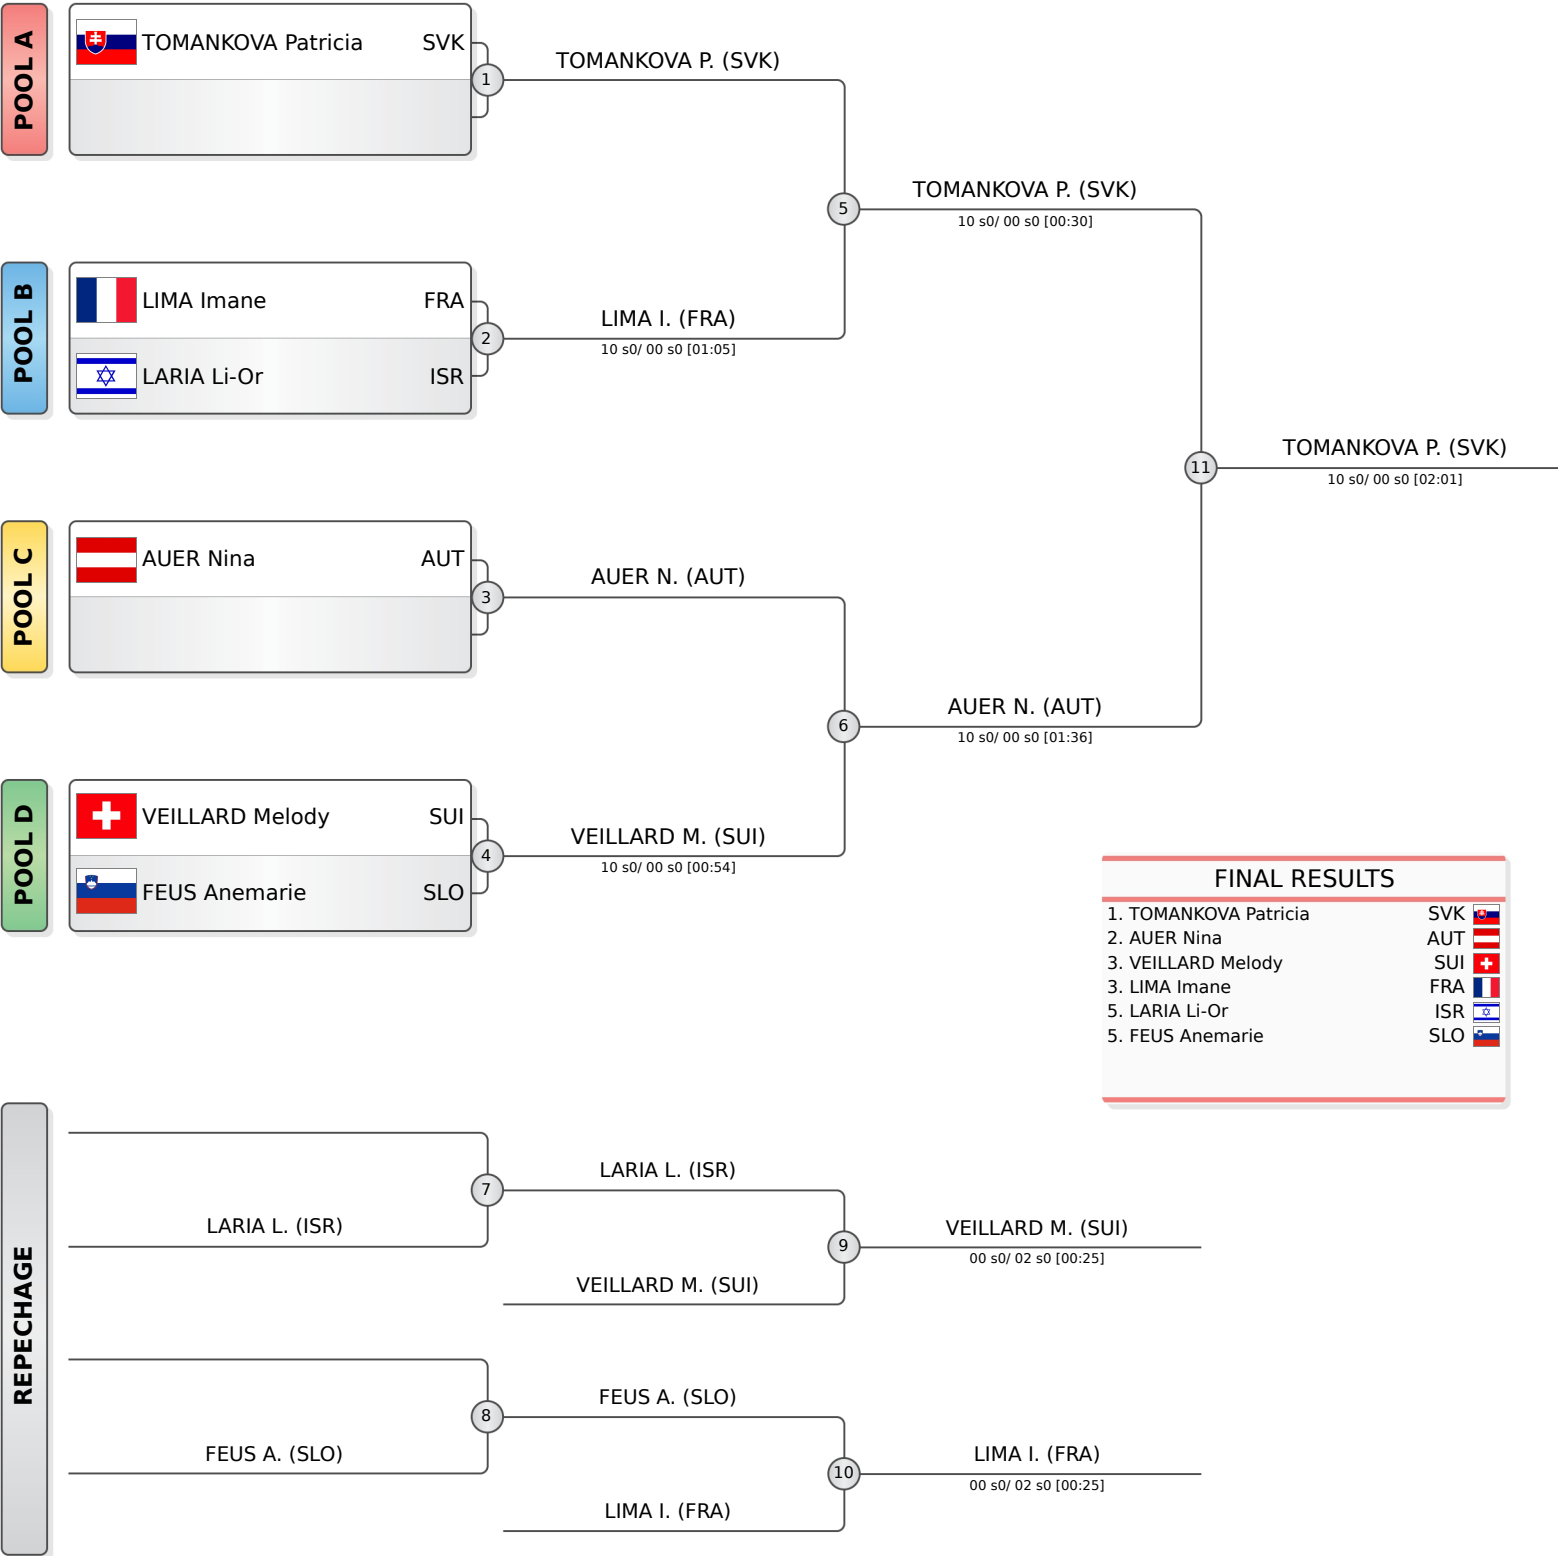 POOL A
TOMANKOVA Patricia SVK
1
TOMANKOVA P. (SVK)
5
TOMANKOVA P. (SVK)
10 s0/ 00 s0 [00:30]
POOL B
LIMA Imane FRA
LARIA Li-Or ISR
2
LIMA I. (FRA)
10 s0/ 00 s0 [01:05]
11
TOMANKOVA P. (SVK)
10 s0/ 00 s0 [02:01]
POOL C
AUER Nina AUT
3
AUER N. (AUT)
6
AUER N. (AUT)
10 s0/ 00 s0 [01:36]
POOL D
VEILLARD Melody SUI
FEUS Anemarie SLO
4
VEILLARD M. (SUI)
10 s0/ 00 s0 [00:54]
FINAL RESULTS
1. TOMANKOVA Patricia SVK
2. AUER Nina AUT
3. VEILLARD Melody SUI
3. LIMA Imane FRA
5. LARIA Li-Or ISR
5. FEUS Anemarie SLO
REPECHAGE
LARIA L. (ISR)
7
LARIA L. (ISR)
VEILLARD M. (SUI)
9
VEILLARD M. (SUI)
00 s0/ 02 s0 [00:25]
FEUS A. (SLO)
8
FEUS A. (SLO)
LIMA I. (FRA)
10
LIMA I. (FRA)
00 s0/ 02 s0 [00:25]